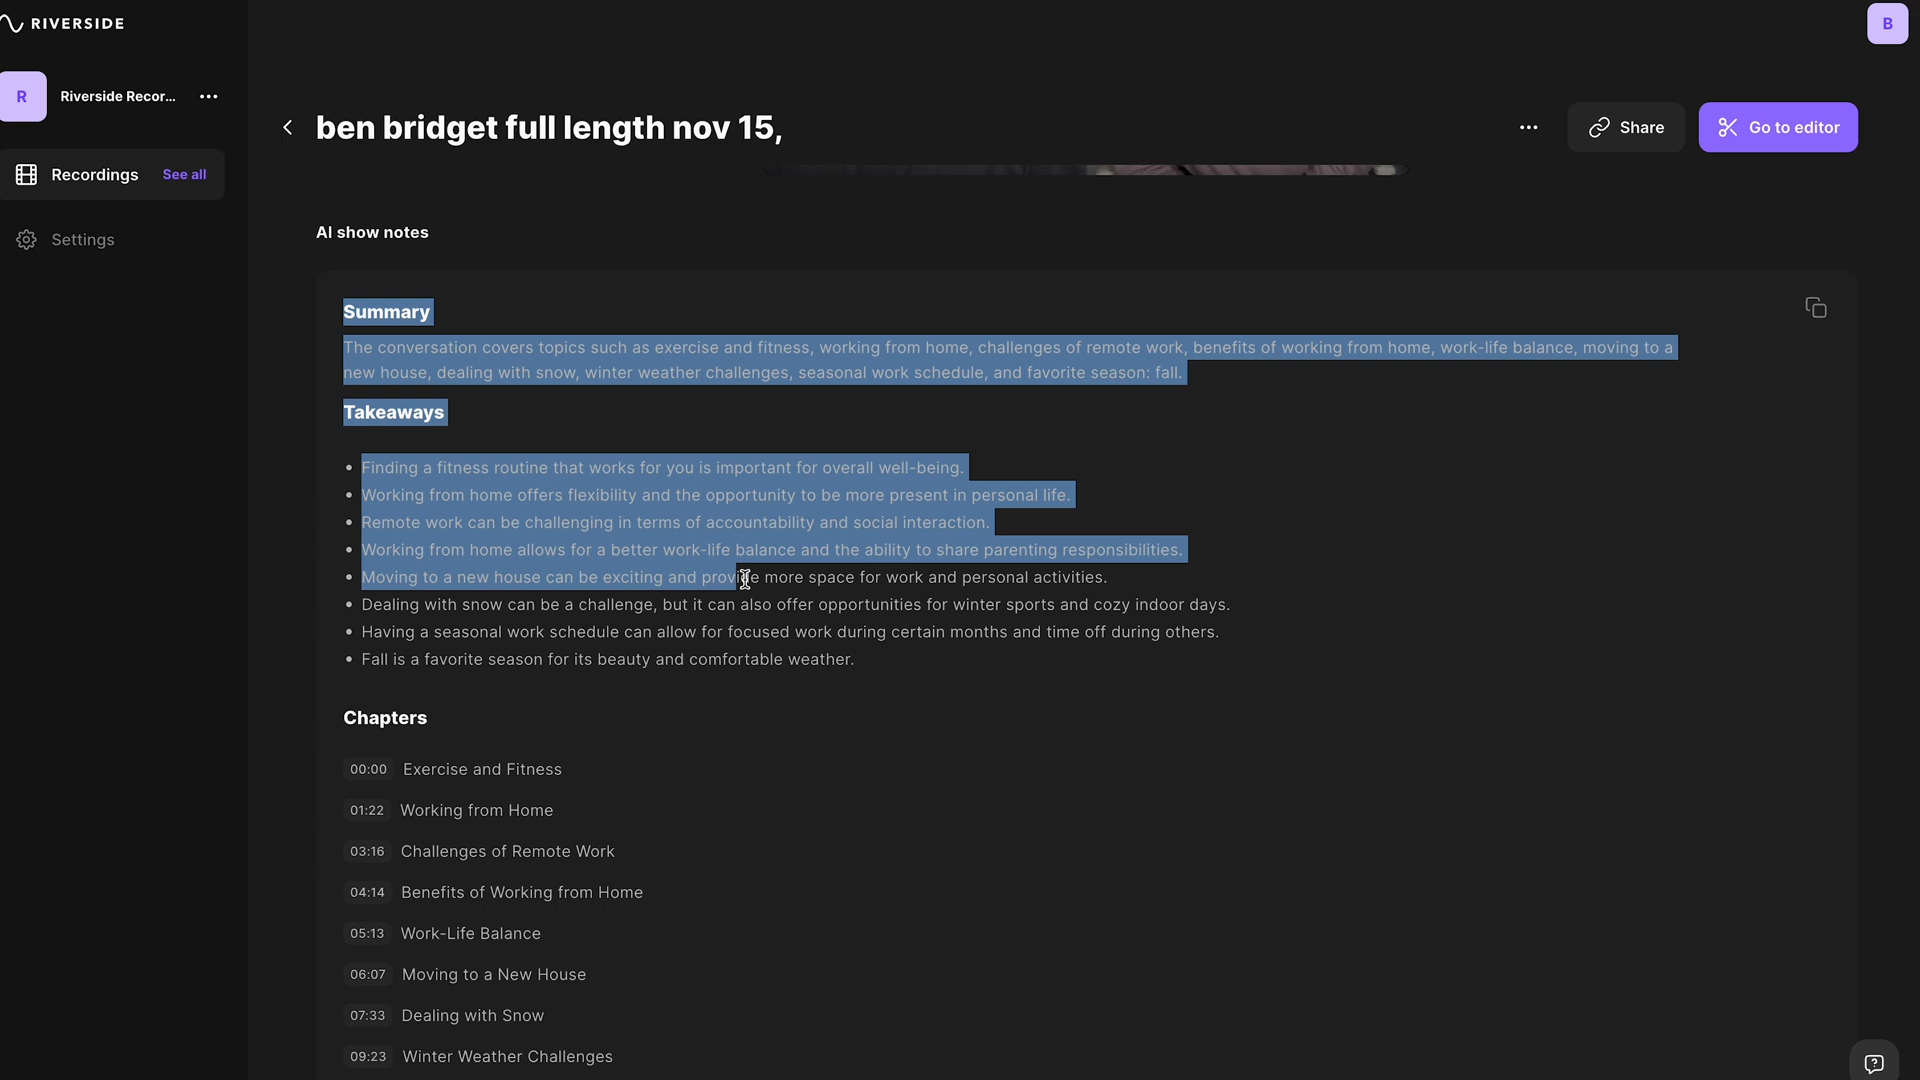 RIVERSIDE
B
R
Riverside Recor...
Recordings See all
Settings
ben bridget full length nov 15,
Share
Go to editor
AI show notes
Summary
The conversation covers topics such as exercise and fitness, working from home, challenges of remote work, benefits of working from home, work-life balance, moving to a
new house, dealing with snow, winter weather challenges, seasonal work schedule, and favorite season: fall.
Takeaways
• Finding a fitness routine that works for you is important for overall well-being.
• Working from home offers flexibility and the opportunity to be more present in personal life.
• Remote work can be challenging in terms of accountability and social interaction.
• Working from home allows for a better work-life balance and the ability to share parenting responsibilities.
• Moving to a new house can be exciting and provide more space for work and personal activities.
• Dealing with snow can be a challenge, but it can also offer opportunities for winter sports and cozy indoor days.
• Having a seasonal work schedule can allow for focused work during certain months and time off during others.
• Fall is a favorite season for its beauty and comfortable weather.
Chapters
00:00 Exercise and Fitness
01:22 Working from Home
03:16 Challenges of Remote Work
04:14 Benefits of Working from Home
05:13 Work-Life Balance
06:07 Moving to a New House
07:33 Dealing with Snow
09:23 Winter Weather Challenges